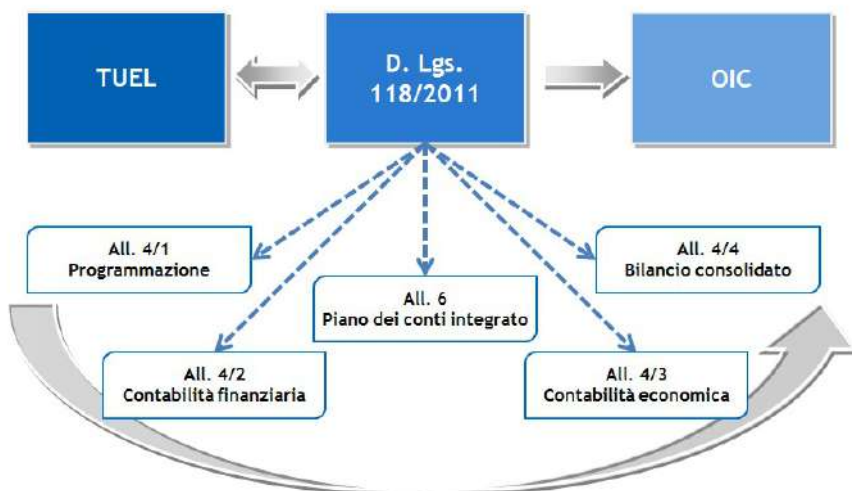 TUEL
D. Lgs.
118/2011
OIC
All. 4/1
Programmazione
All. 4/4
Bilancio consolidato
All. 6
Piano dei conti integrato
All. 4/2
Contabilità finanziaria
All. 4/3
Contabilità economica